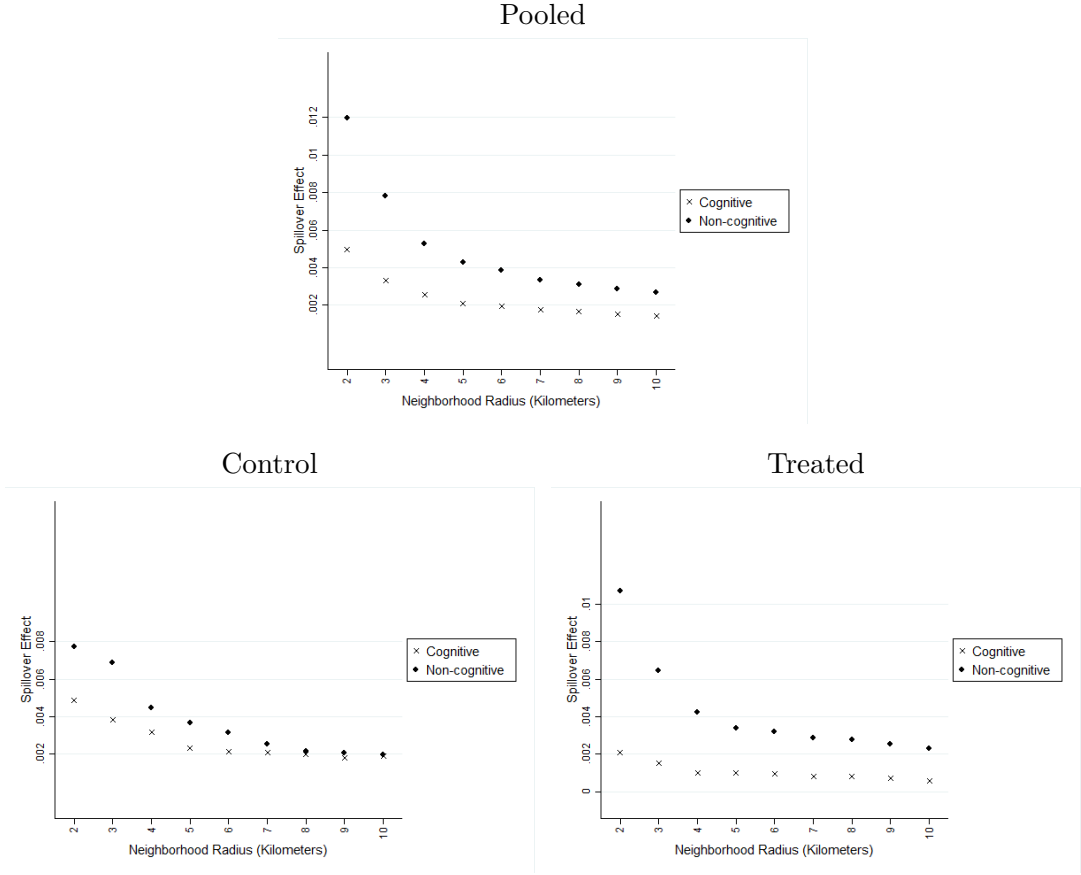 Pooled
Spillover Effect
.012
.01
.008
.006
.004
.002
2 3 4 5 6 7 8 9 10
Neighborhood Radius (Kilometers)
× Cognitive
Non-cognitive
Control
Spillover Effect
.008
.006
.004
.002
2 3 4 5 6 7 8 9 10
Neighborhood Radius (Kilometers)
× Cognitive
Non-cognitive
Treated
Spillover Effect
.01
.008
.006
.004
.002
0
2 3 4 5 6 7 8 9 10
Neighborhood Radius (Kilometers)
× Cognitive
Non-cognitive